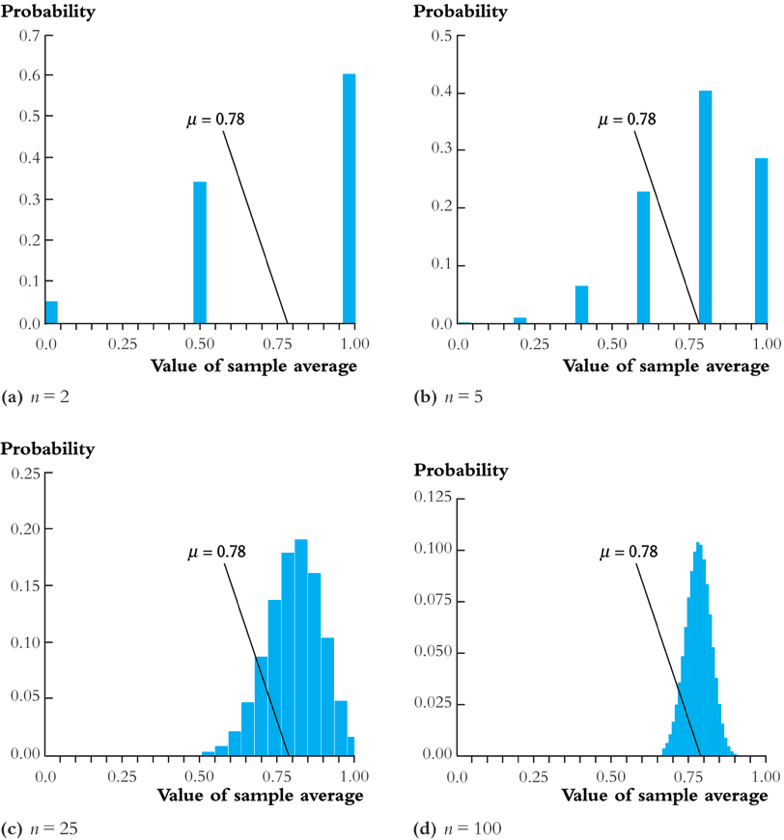 Probability
0.7
0.6
0.5
0.4
0.3
0.2
0.1
0.0
μ = 0.78
0.0 0.25 0.50 0.75 1.00
Value of sample average
(a) n = 2
Probability
0.5
0.4
0.3
0.2
0.1
0.0
μ = 0.78
0.0 0.25 0.50 0.75 1.00
Value of sample average
(b) n = 5
Probability
0.25
0.20
0.15
0.10
0.05
0.00
μ = 0.78
0.0 0.25 0.50 0.75 1.00
Value of sample average
(c) n = 25
Probability
0.125
0.100
0.075
0.050
0.025
0.00
μ = 0.78
0.0 0.25 0.50 0.75 1.00
Value of sample average
(d) n = 100